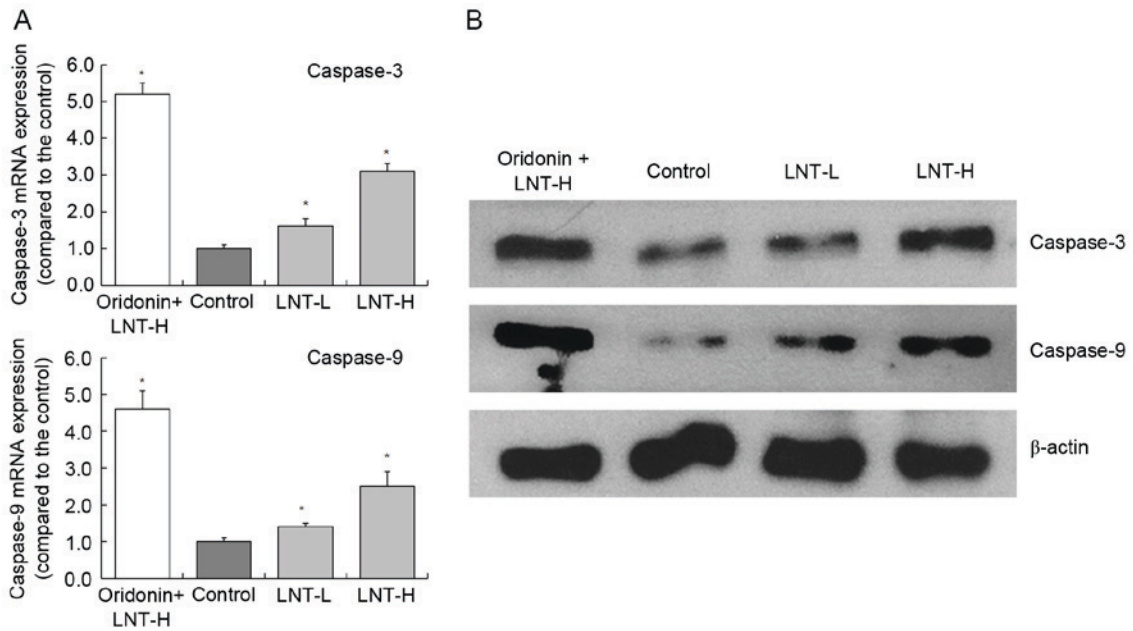 A
Caspase-3 mRNA expression
(compared to the control)
6.0
5.0
4.0
3.0
2.0
1.0
0.0
Caspase-3
*
*
*
Oridonin+
LNT-H
Control
LNT-L
LNT-H
Caspase-9 mRNA expression
(compared to the control)
6.0
5.0
4.0
3.0
2.0
1.0
0.0
Caspase-9
*
*
*
Oridonin+
LNT-H
Control
LNT-L
LNT-H
B
Oridonin +
LNT-H
Control
LNT-L
LNT-H
Caspase-3
Caspase-9
β-actin